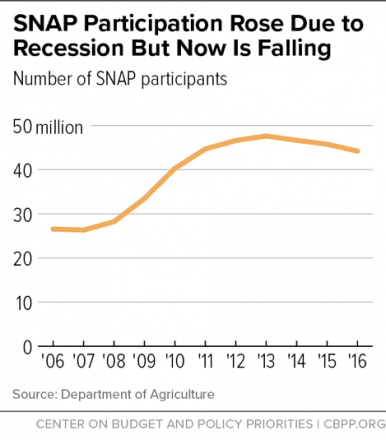 SNAP Participation Rose Due to
Recession But Now Is Falling
Number of SNAP participants
50 million
40
30
20
10
0
'06 '07 '08 '09 '10 '11 '12 '13 '14 '15 '16
Source: Department of Agriculture
CENTER ON BUDGET AND POLICY PRIORITIES | CBPP.ORG